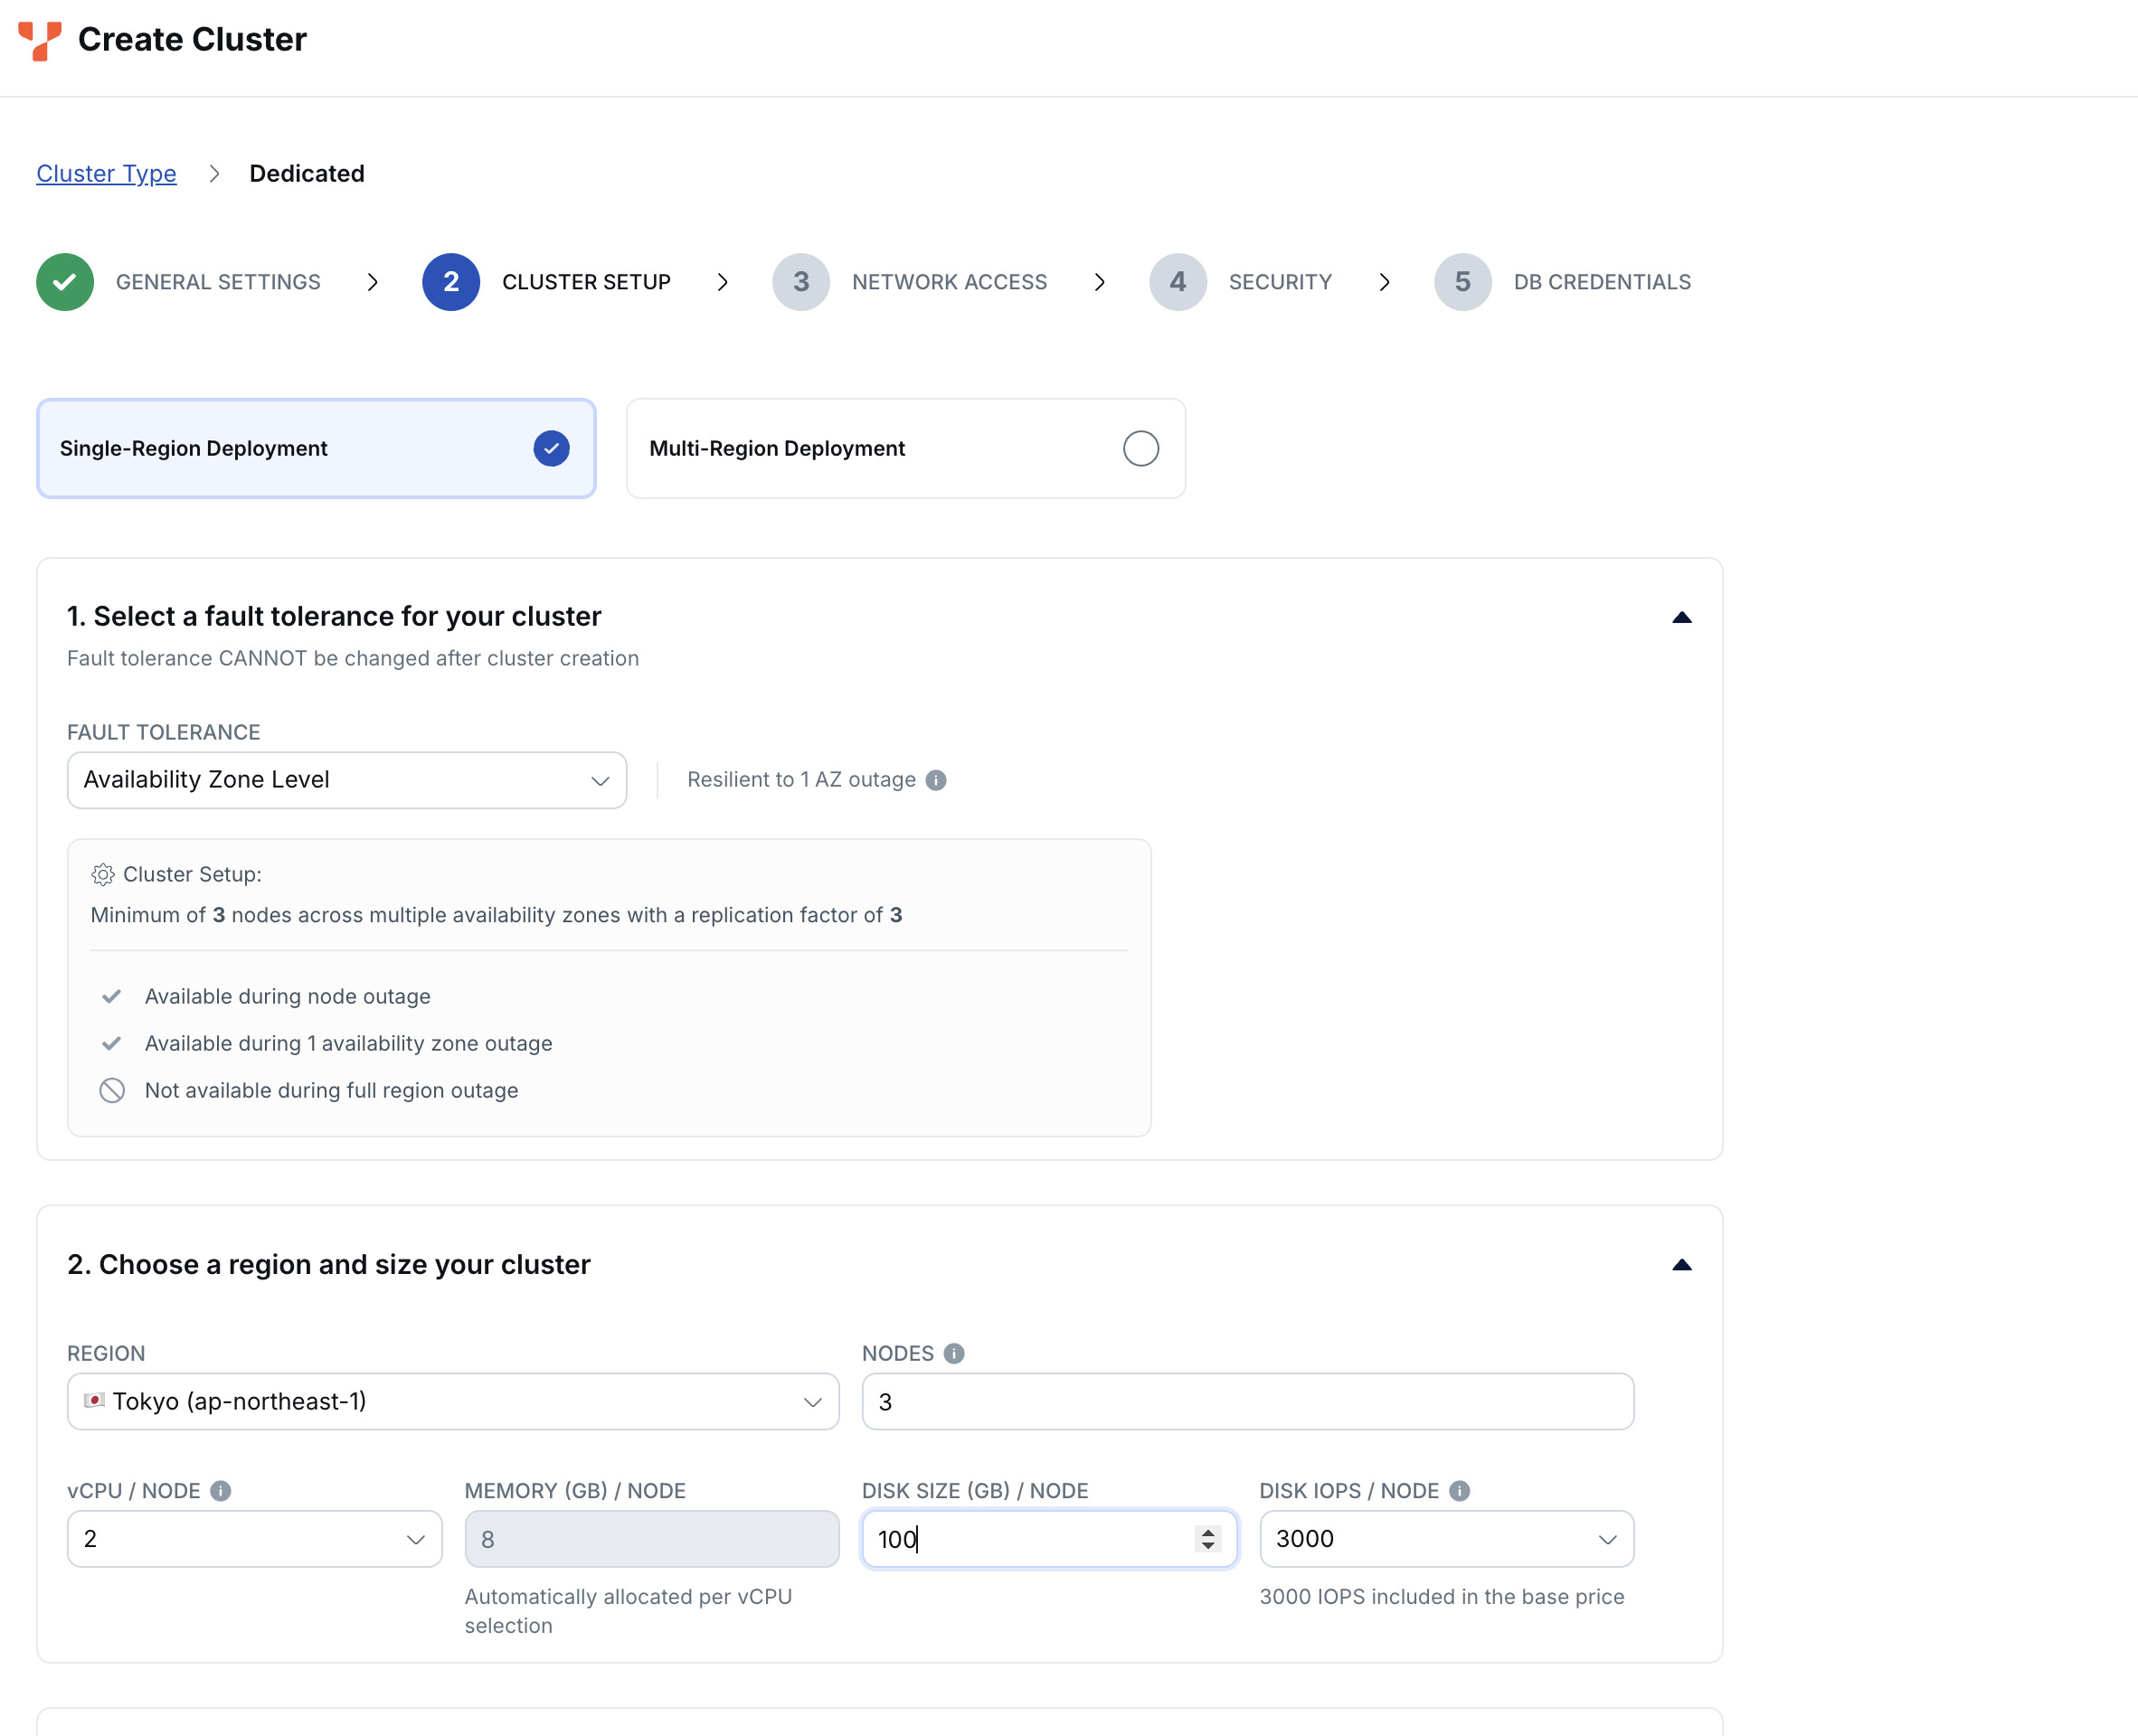 Create Cluster
Cluster Type > Dedicated
GENERAL SETTINGS > 2 CLUSTER SETUP > 3 NETWORK ACCESS > 4 SECURITY > 5 DB CREDENTIALS
Single-Region Deployment
Multi-Region Deployment
1. Select a fault tolerance for your cluster
Fault tolerance CANNOT be changed after cluster creation
FAULT TOLERANCE
Availability Zone Level
Resilient to 1 AZ outage
Cluster Setup:
Minimum of 3 nodes across multiple availability zones with a replication factor of 3
Available during node outage
Available during 1 availability zone outage
Not available during full region outage
2. Choose a region and size your cluster
REGION
Tokyo (ap-northeast-1)
NODES
3
vCPU / NODE
2
MEMORY (GB) / NODE
8
Automatically allocated per vCPU
selection
DISK SIZE (GB) / NODE
100
DISK IOPS / NODE
3000
3000 IOPS included in the base price